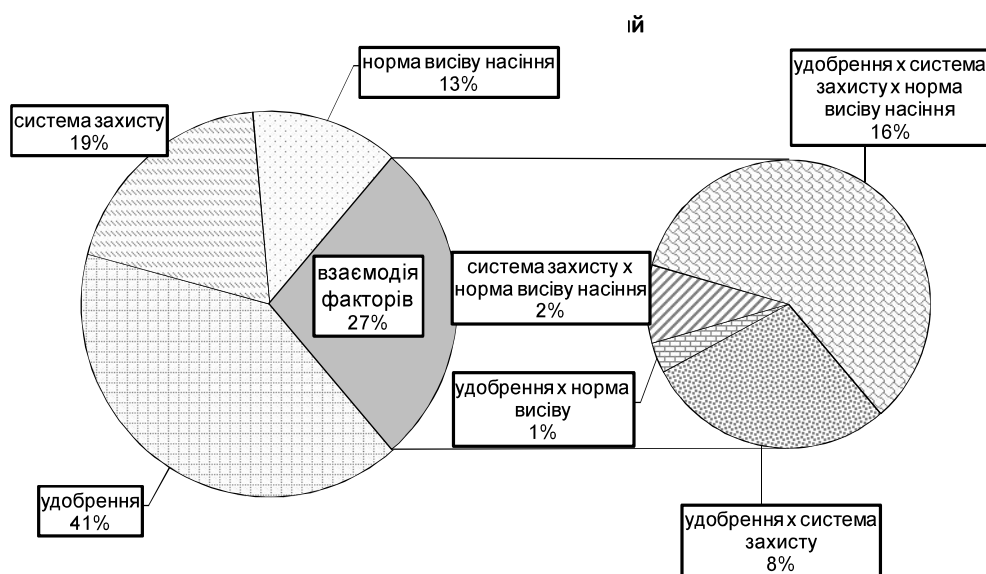 й
норма висіву насіння
13%
система захисту
19%
удобрення х система
захисту х норма
висіву насіння
16%
взаємодія
факторів
27%
система захисту х
норма висіву насіння
2%
удобрення х норма
висіву
1%
удобрення
41%
удобрення х система
захисту
8%